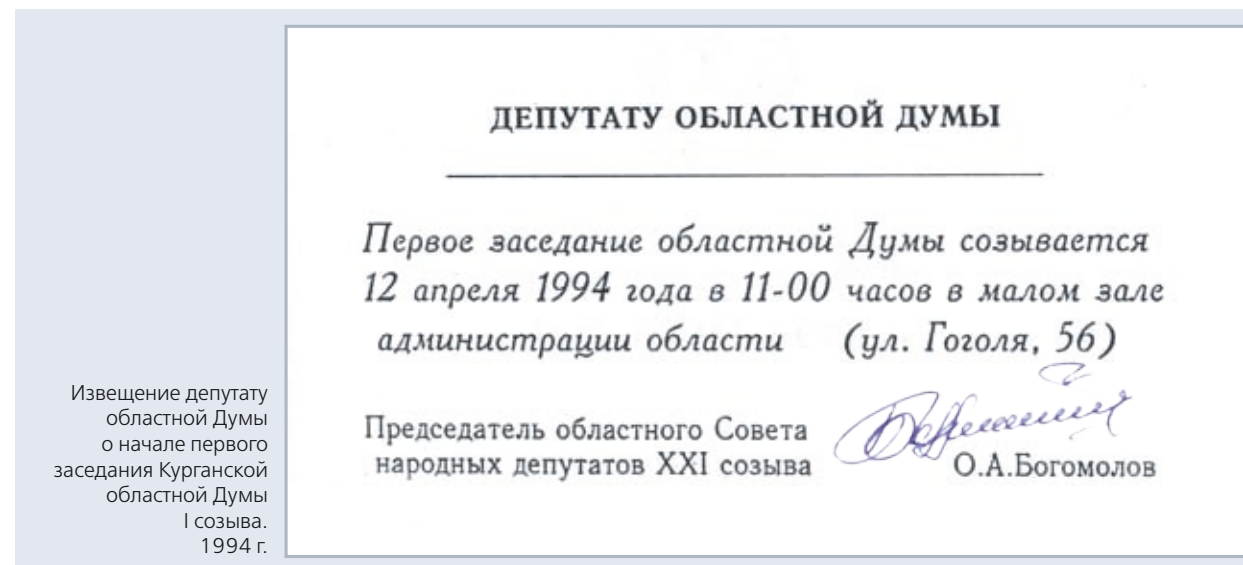 ДЕПУТАТУ ОБЛАСТНОЙ ДУМЫ
Первое заседание областной Думы созывается
12 апреля 1994 года в 11-00 часов в малом зале
администрации области (ул. Гоголя, 56)
Председатель областного Совета
народных депутатов XXI созыва О.А.Богомолов
Извещение депутату
областной Думы
о начале первого
заседания Курганской
областной Думы
I созыва.
1994 г.